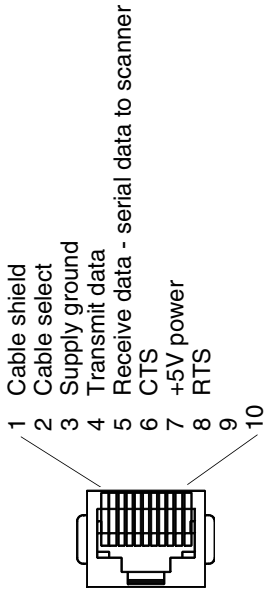 1 Cable shield
2 Cable select
3 Supply ground
4 Transmit data
5 Receive data - serial data to scanner
6 CTS
7 +5V power
8 RTS
9
10